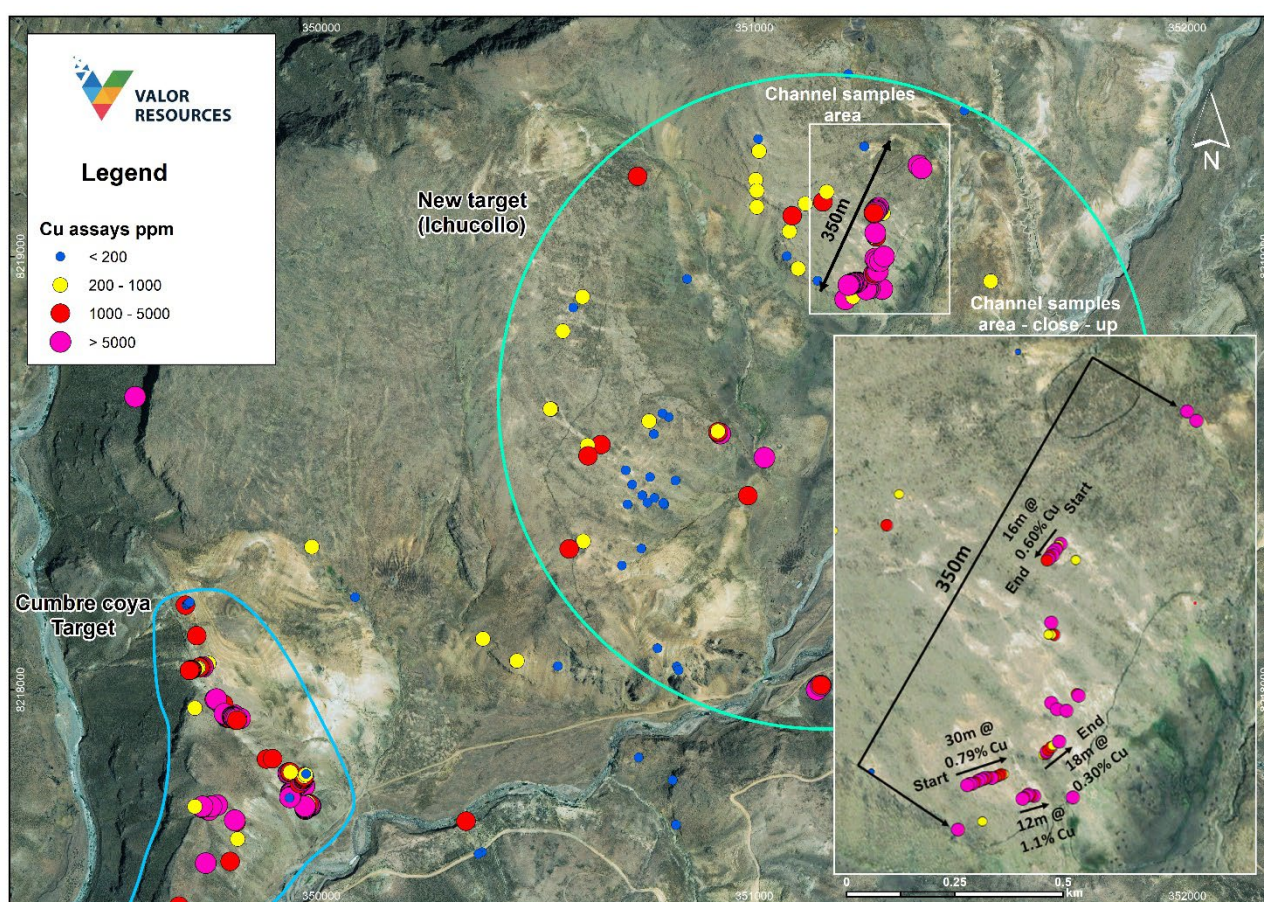 350000
351000
352000
VALOR
RESOURCES
Legend
Cu assays ppm
< 200
200 - 1000
1000 - 5000
> 5000
Channel samples
area
N
New target
(Ichucollo)
350m
8219000
8219000
Channel samples
area - close - up
350m
16m @
0.60% Cu
Start
End
Cumbre coya
Target
8218000
8218000
30m @
0.79% Cu
Start
End
18m @
0.30% Cu
12m @
1.1% Cu
350000
351000
352000
0
0.25
0.5
km